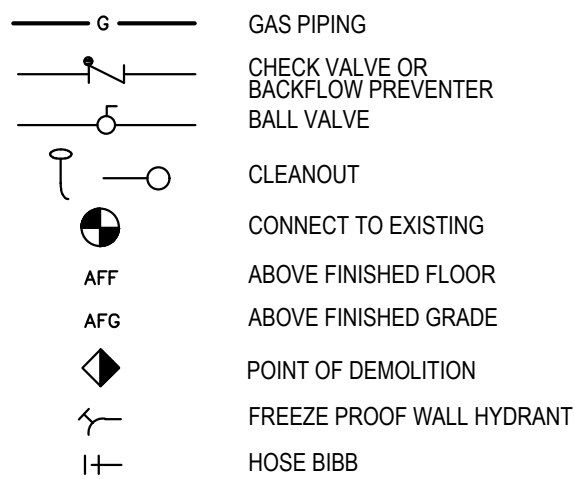 G GAS PIPING
CHECK VALVE OR
BACKFLOW PREVENTER
BALL VALVE
CLEANOUT
CONNECT TO EXISTING
AFF ABOVE FINISHED FLOOR
AFG ABOVE FINISHED GRADE
POINT OF DEMOLITION
FREEZE PROOF WALL HYDRANT
HOSE BIBB